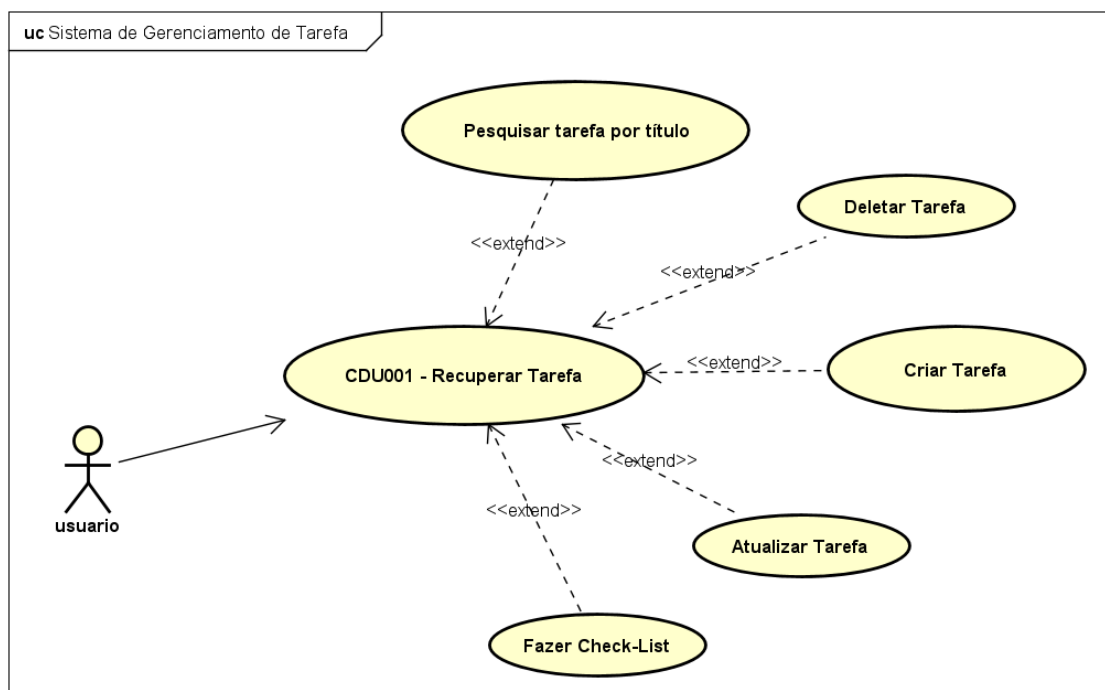 uc Sistema de Gerenciamento de Tarefa
Pesquisar tarefa por título
Deletar Tarefa
<<extend>>
<<extend>>
CDU001 - Recuperar Tarefa
<<extend>>
Criar Tarefa
usuario
<<extend>>
<<extend>>
Atualizar Tarefa
Fazer Check-List